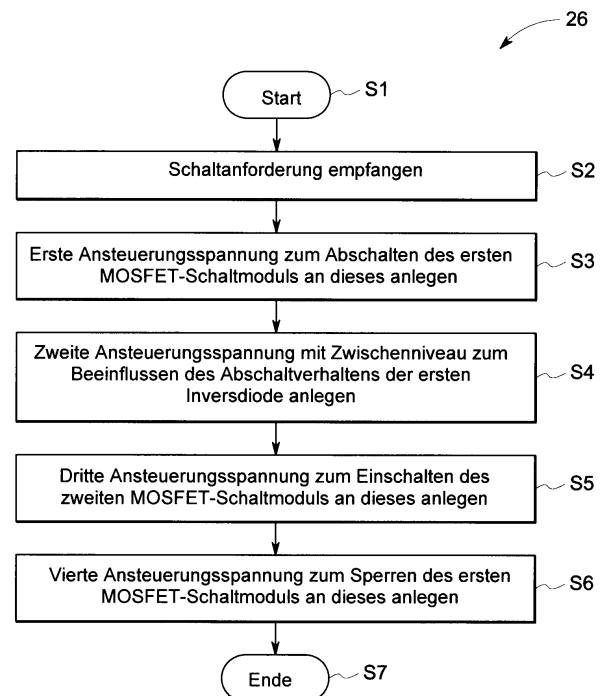 26
Start
S1
Schaltanforderung empfangen
S2
Erste Ansteuerungsspannung zum Abschalten des ersten
MOSFET-Schaltmoduls an dieses anlegen
S3
Zweite Ansteuerungsspannung mit Zwischenniveau zum
Beeinflussen des Abschaltverhaltens der ersten
Inversdiode anlegen
S4
Dritte Ansteuerungsspannung zum Einschalten des
zweiten MOSFET-Schaltmoduls an dieses anlegen
S5
Vierte Ansteuerungsspannung zum Sperren des ersten
MOSFET-Schaltmoduls an dieses anlegen
S6
Ende
S7